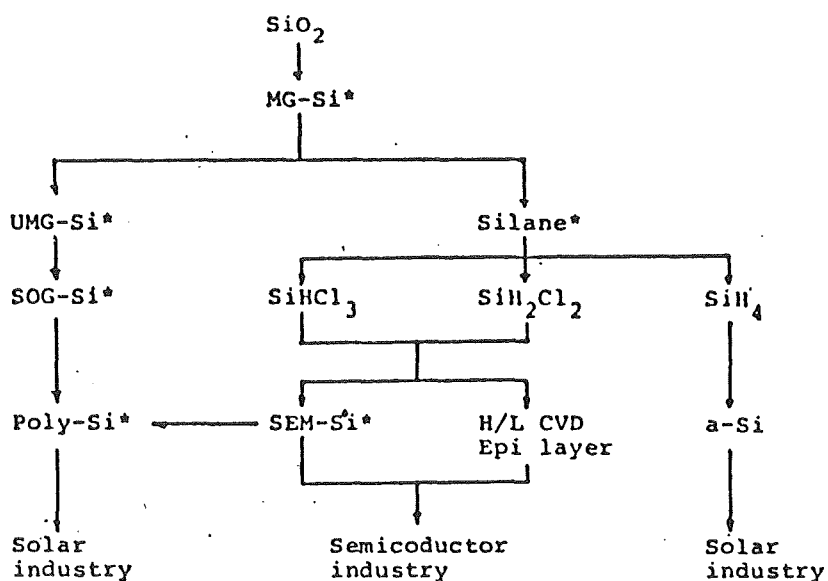 SiO2
MG-Si*
UMG-Si* Silane*
SOG-Si* SiHCl3 SiH2Cl2 SiH4
Poly-Si* SEM-Si* H/L CVD a-Si
Epi layer
Solar Semicoductor Solar
industry industry industry